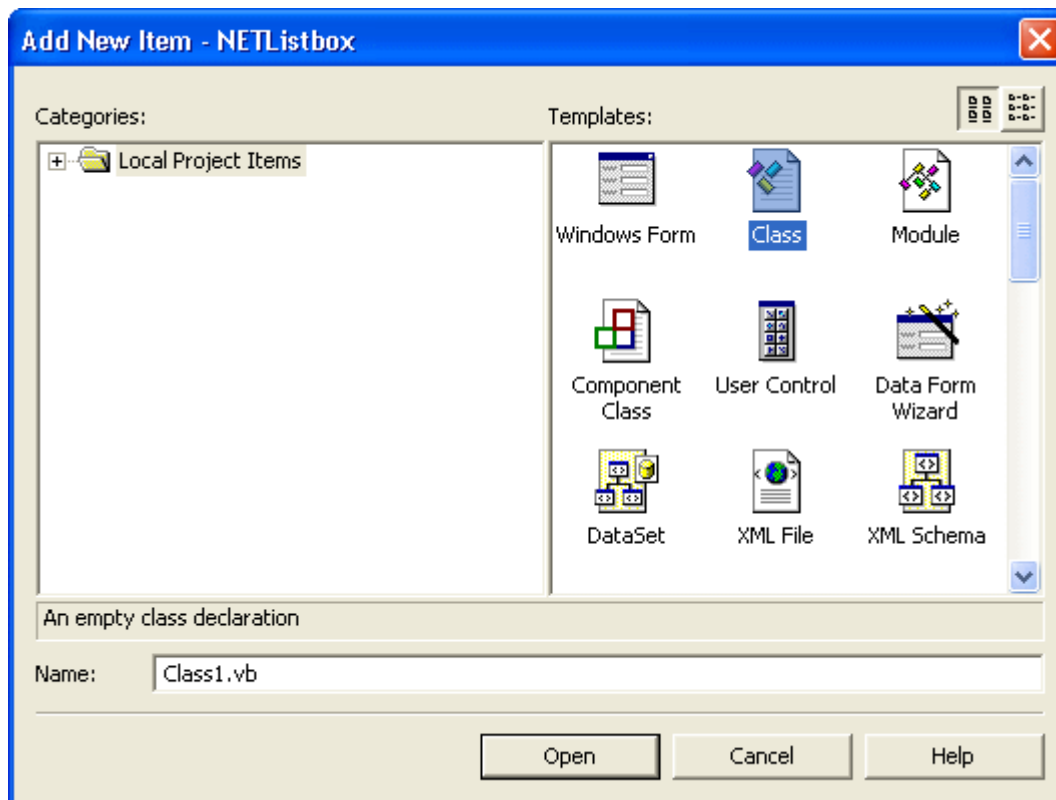 Add New Item - NETListbox
Categories:
Templates:
Local Project Items
Windows Form
Class
Module
Component
Class
User Control
Data Form
Wizard
DataSet
XML File
XML Schema
An empty class declaration
Name:
Class1.vb
Open
Cancel
Help